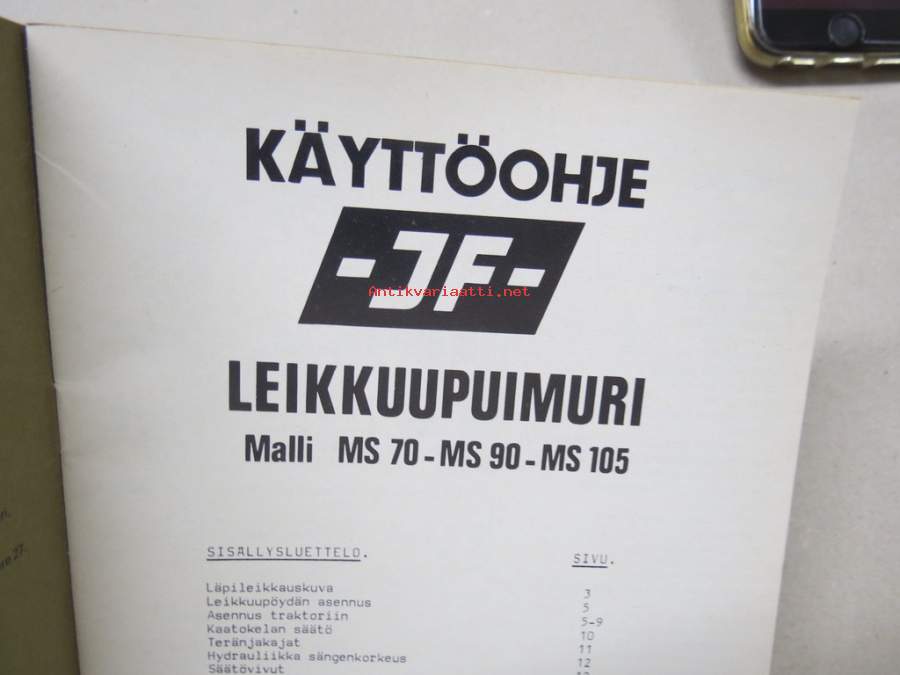 KÄYTTÖOHJE
-JF-
Antikvariaatti.net
LEIKKUUPUIMURI
Malli MS 70 - MS 90 - MS 105
SISÄLLYSLUETTELO. SIVU.
Läpileikkauskuva 3
Leikkuupöydän asennus 5
Asennus traktoriin 5-9
Kaatokelan säätö 10
Teränjakajat 11
Hydrauliikka sängenkorkeus 12
Säätövivut
27.